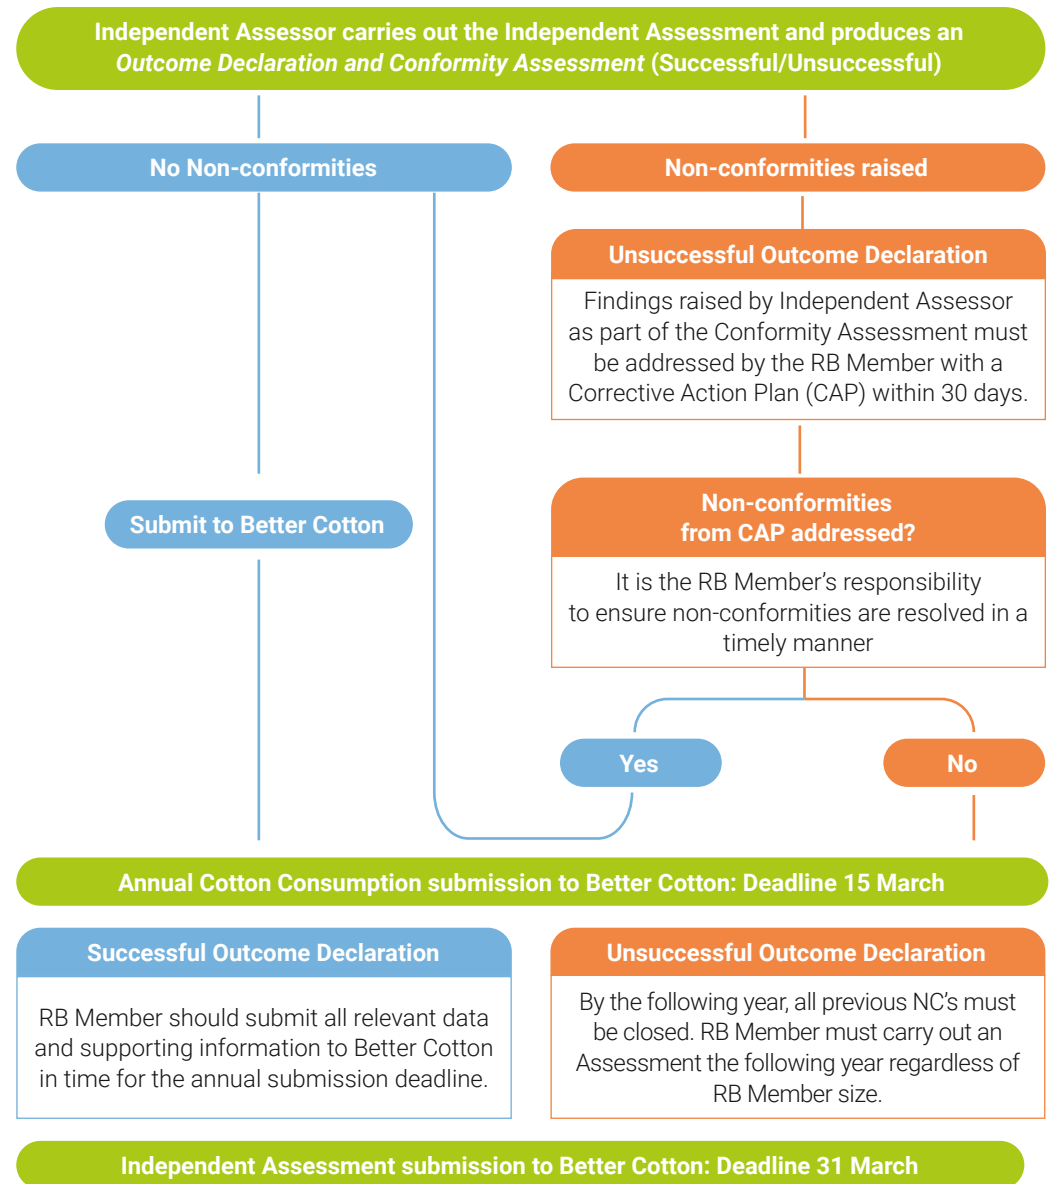 Independent Assessor carries out the Independent Assessment and produces an
Outcome Declaration and Conformity Assessment (Successful/Unsuccessful)
No Non-conformities
Non-conformities raised
Unsuccessful Outcome Declaration
Findings raised by Independent Assessor
as part of the Conformity Assessment must
be addressed by the RB Member with a
Corrective Action Plan (CAP) within 30 days.
Submit to Better Cotton
Non-conformities
from CAP addressed?
It is the RB Member’s responsibility
to ensure non-conformities are resolved in a
timely manner
Yes
No
Annual Cotton Consumption submission to Better Cotton: Deadline 15 March
Successful Outcome Declaration
RB Member should submit all relevant data
and supporting information to Better Cotton
in time for the annual submission deadline.
Unsuccessful Outcome Declaration
By the following year, all previous NC’s must
be closed. RB Member must carry out an
Assessment the following year regardless of
RB Member size.
Independent Assessment submission to Better Cotton: Deadline 31 March